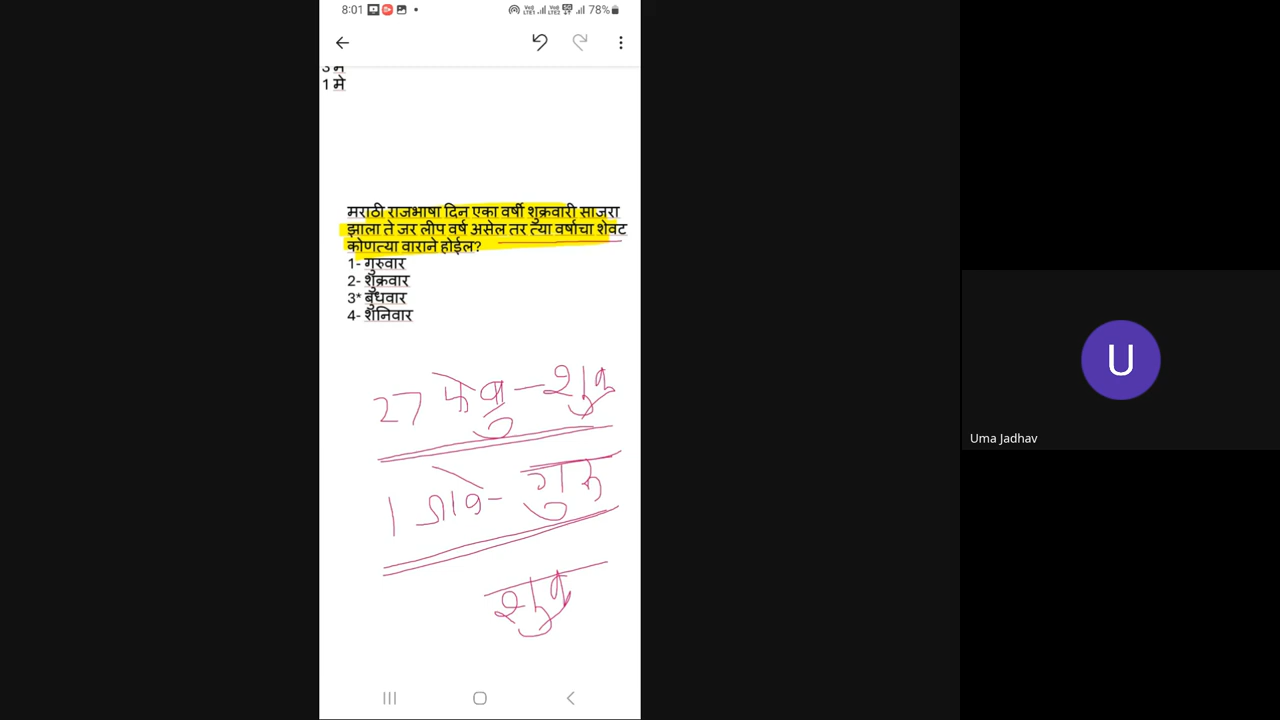 8:01 78%
1 मे
मराठी राजभाषा दिन एका वर्षी शुक्रवारी साजरा
झाला ते जर लीप वर्ष असेल तर त्या वर्षाचा शेवट
कोणत्या वाराने होईल?
1- गुरुवार
2- शुक्रवार
3* बुधवार
4- शनिवार
27 फेब्रु - शुक्र
1 जाने - गुरु
शुक्र
U
Uma Jadhav